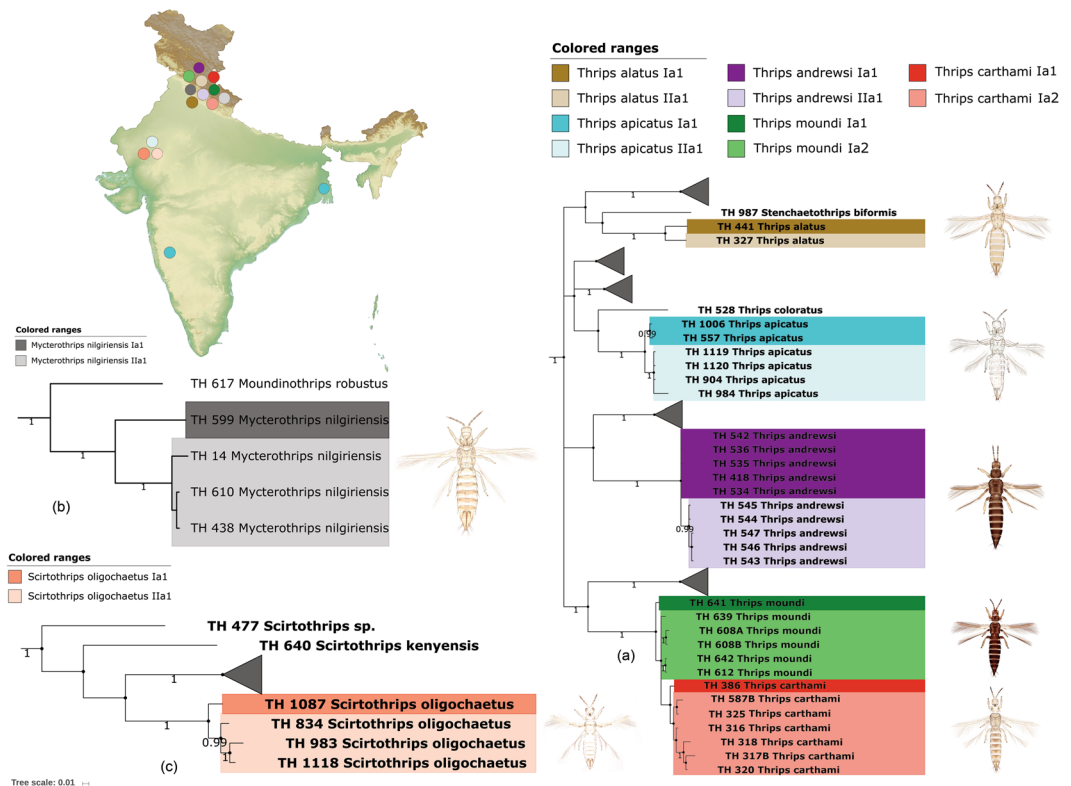 Colored ranges
Thrips alatus Ia1
Thrips alatus IIa1
Thrips apicatus Ia1
Thrips apicatus IIa1
Thrips andrewsi Ia1
Thrips andrewsi IIa1
Thrips moundi Ia1
Thrips moundi Ia2
Thrips carthami Ia1
Thrips carthami Ia2
1
TH 987 Stenchaetothrips biformis
TH 441 Thrips alatus
1
TH 327 Thrips alatus
1
TH 528 Thrips coloratus
TH 1006 Thrips apicatus
0.99
TH 557 Thrips apicatus
1
TH 1119 Thrips apicatus
1
TH 1120 Thrips apicatus
TH 904 Thrips apicatus
1
TH 984 Thrips apicatus
1
TH 542 Thrips andrewsi
TH 536 Thrips andrewsi
TH 535 Thrips andrewsi
TH 418 Thrips andrewsi
1
TH 534 Thrips andrewsi
TH 545 Thrips andrewsi
TH 544 Thrips andrewsi
0.99
TH 547 Thrips andrewsi
TH 546 Thrips andrewsi
TH 543 Thrips andrewsi
1
TH 641 Thrips moundi
TH 639 Thrips moundi
TH 608A Thrips moundi
1
TH 608B Thrips moundi
TH 642 Thrips moundi
TH 612 Thrips moundi
(a)
TH 386 Thrips carthami
TH 587B Thrips carthami
TH 325 Thrips carthami
TH 316 Thrips carthami
TH 318 Thrips carthami
TH 317B Thrips carthami
1
TH 320 Thrips carthami
Colored ranges
Mycterothrips nilgiriensis Ia1
Mycterothrips nilgiriensis IIa1
TH 617 Moundinothrips robustus
1
TH 599 Mycterothrips nilgiriensis
1
TH 14 Mycterothrips nilgiriensis
1
TH 610 Mycterothrips nilgiriensis
(b)
TH 438 Mycterothrips nilgiriensis
Colored ranges
Scirtothrips oligochaetus Ia1
Scirtothrips oligochaetus IIa1
TH 477 Scirtothrips sp.
1
TH 640 Scirtothrips kenyensis
1
TH 1087 Scirtothrips oligochaetus
1
TH 834 Scirtothrips oligochaetus
0.99
TH 983 Scirtothrips oligochaetus
1
TH 1118 Scirtothrips oligochaetus
(c)
Tree scale: 0.01